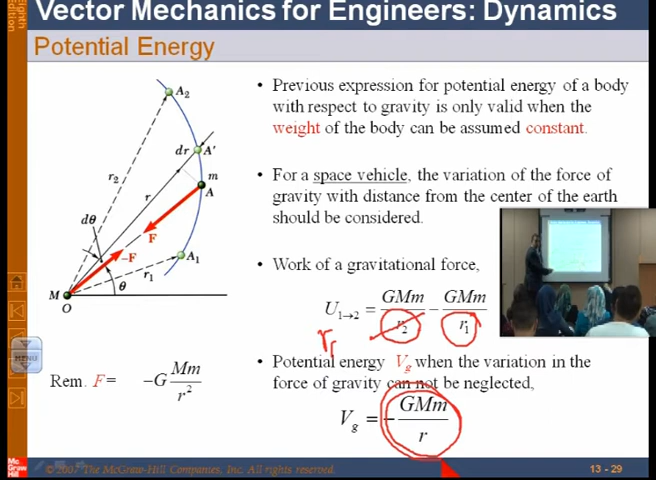 Vector Mechanics for Engineers: Dynamics
Eighth
Edition
Potential Energy
A₂
dr
A'
r₂
m
r
A
dθ
F
–F
A₁
r₁
M
θ
O
MENU
Rem. F= −G Mm/r²
• Previous expression for potential energy of a body
with respect to gravity is only valid when the
weight of the body can be assumed constant.
• For a space vehicle, the variation of the force of
gravity with distance from the center of the earth
should be considered.
• Work of a gravitational force,
U₁→₂ = GMm/r₂ − GMm/r₁
r₁
• Potential energy Vg when the variation in the
force of gravity can not be neglected,
Vg = − GMm/r
Mc
Graw
Hill
© 2007 The McGraw-Hill Companies, Inc. All rights reserved.
13 - 29